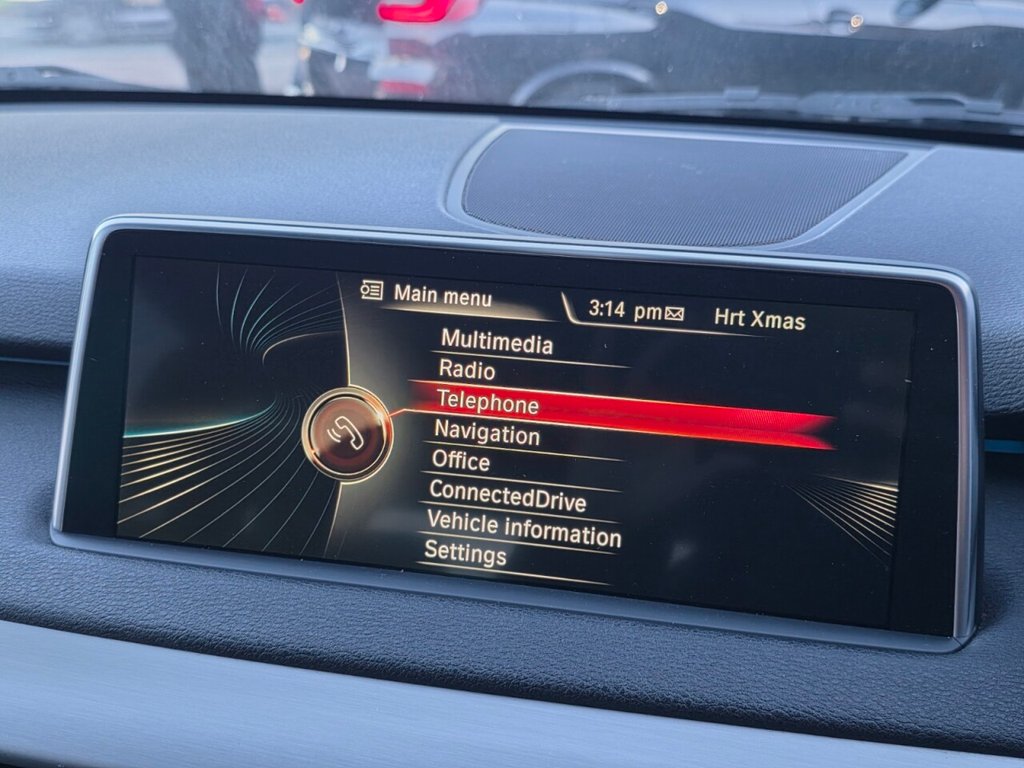 Main menu 3:14 pm Hrt Xmas
Multimedia
Radio
Telephone
Navigation
Office
ConnectedDrive
Vehicle information
Settings